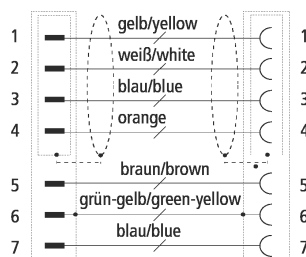 gelb/yellow
1 1
weiß/white
2 2
blau/blue
3 3
orange
4 4
braun/brown
5 5
grün-gelb/green-yellow
6 6
blau/blue
7 7